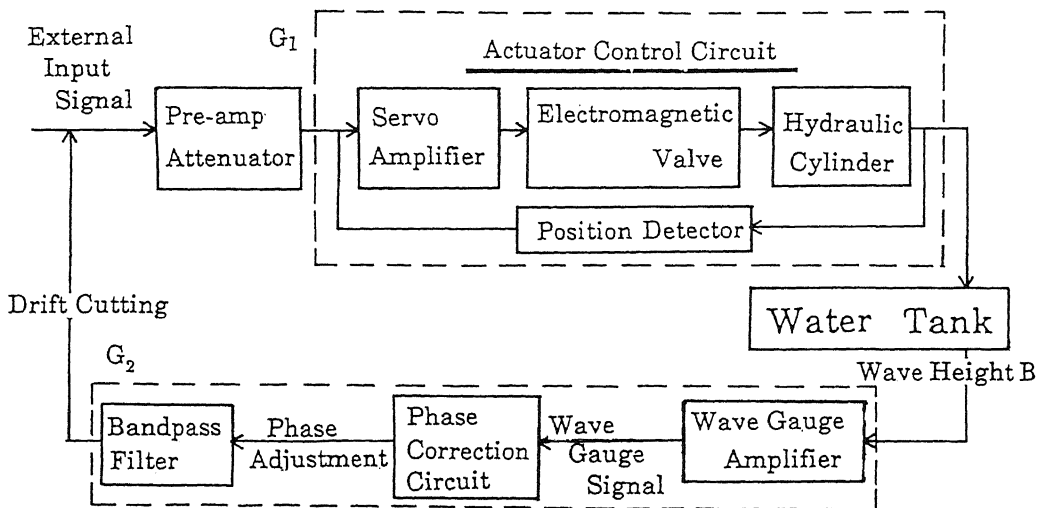 External
Input
Signal
G1
Actuator Control Circuit
Pre-amp
Attenuator
Servo
Amplifier
Electromagnetic
Valve
Hydraulic
Cylinder
Position Detector
Drift Cutting
Water Tank
Wave Height B
G2
Bandpass
Filter
Phase
Adjustment
Phase
Correction
Circuit
Wave
Gauge
Signal
Wave Gauge
Amplifier